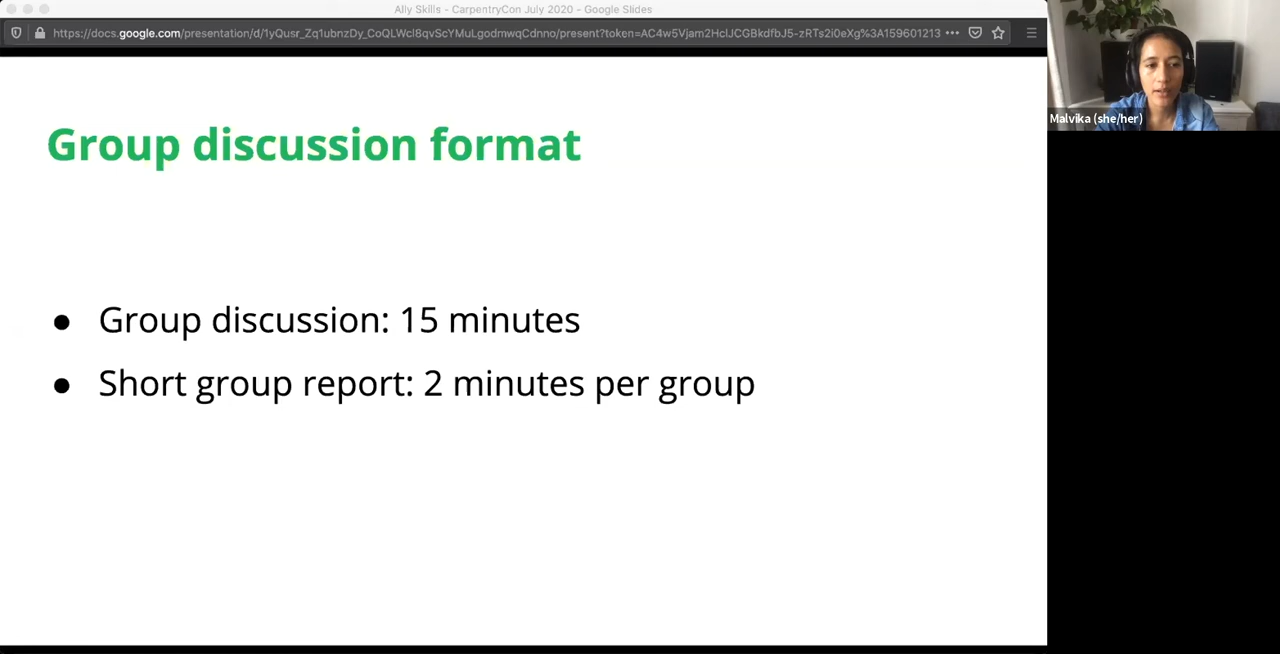 Ally Skills - CarpentryCon July 2020 - Google Slides
Malvika (she/her)
Group discussion format
● Group discussion: 15 minutes
● Short group report: 2 minutes per group